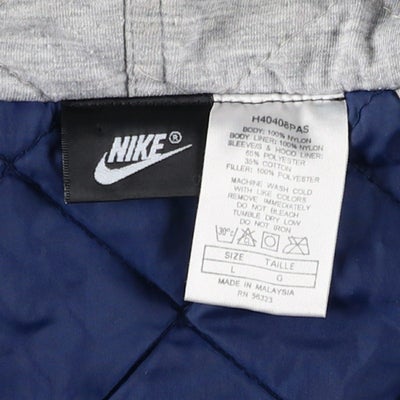 NIKE®
H40408PAS
BODY: 100% NYLON
BODY LINER: 100% NYLON
SLEEVES & HOOD LINER:
65% POLYESTER
35% COTTON
FILLER: 100% POLYESTER
MACHINE WASH COLD
WITH LIKE COLORS
REMOVE IMMEDIATELY
DO NOT BLEACH
TUMBLE DRY LOW
DO NOT IRON
30°
SIZE TAILLE
L G
MADE IN MALAYSIA
RN 56323